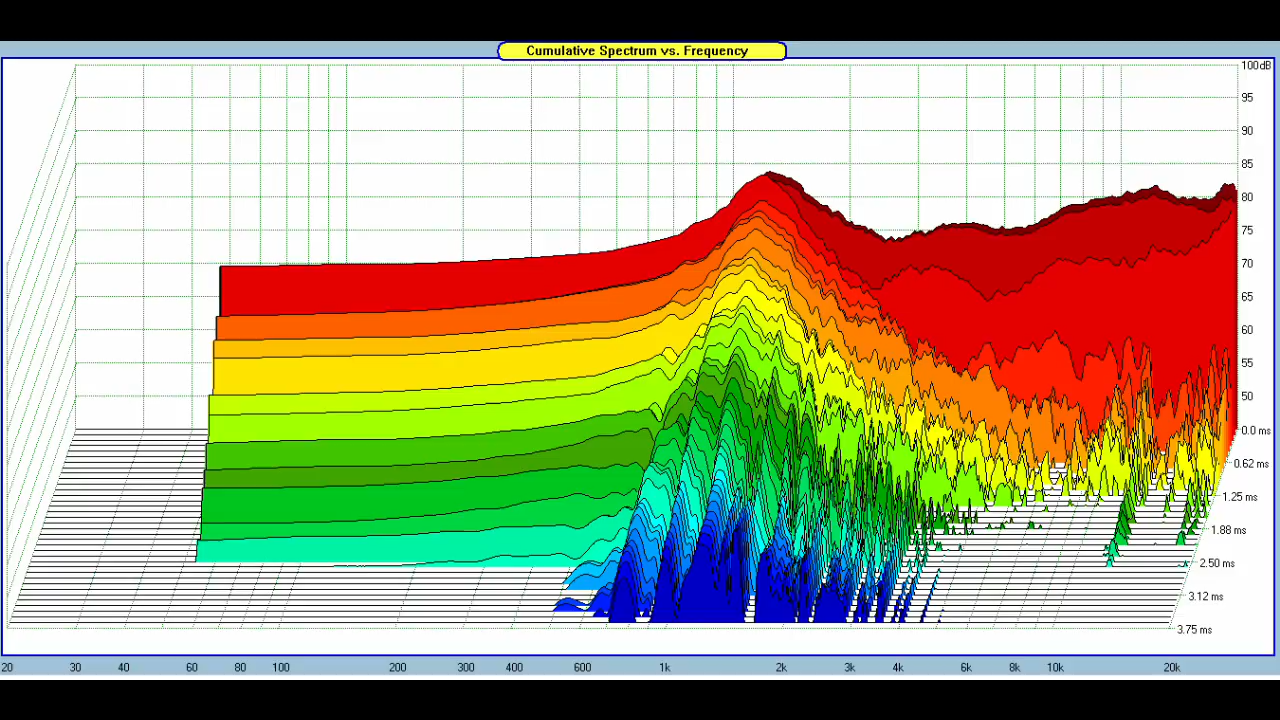 Cumulative Spectrum vs. Frequency
100dB
95
90
85
80
75
70
65
60
55
50
0.0 ms
0.62 ms
1.25 ms
1.88 ms
2.50 ms
3.12 ms
3.75 ms
20 30 40 60 80 100 200 300 400 600 1k 2k 3k 4k 6k 8k 10k 20k